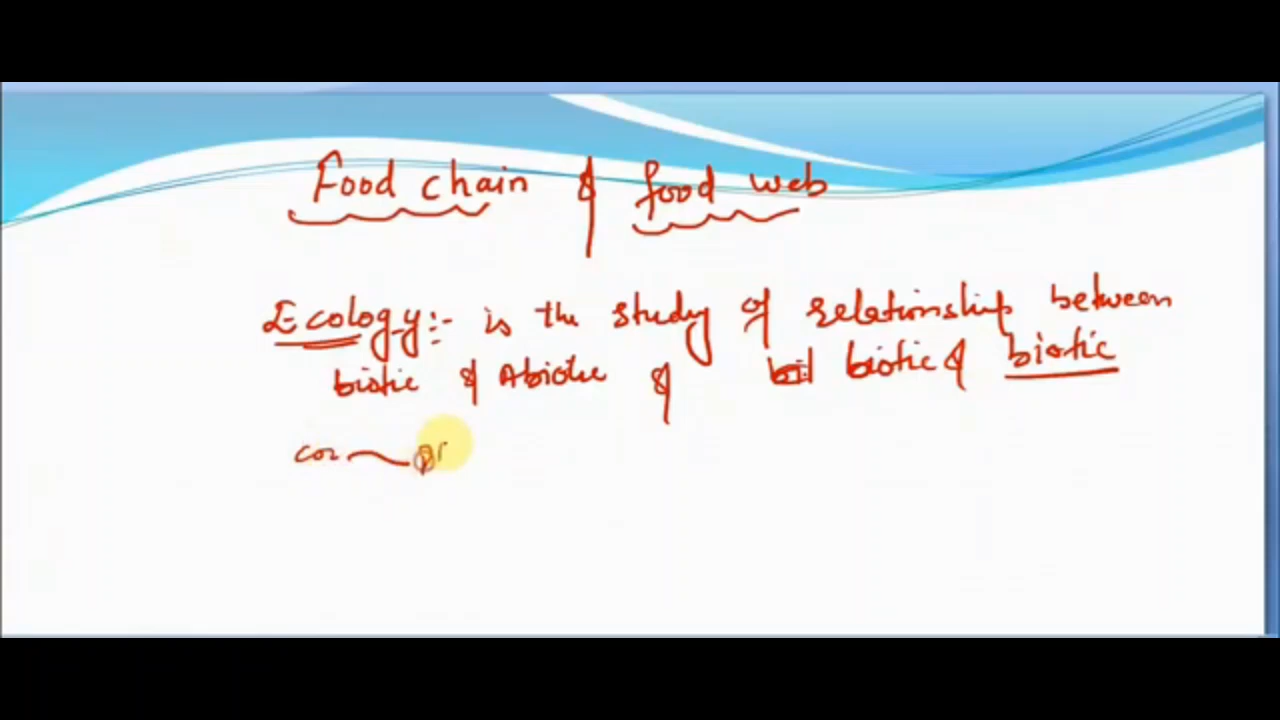 Food chain & food web
Ecology:- is the study of relationship between
biotic & Abiotic & biotic & biotic